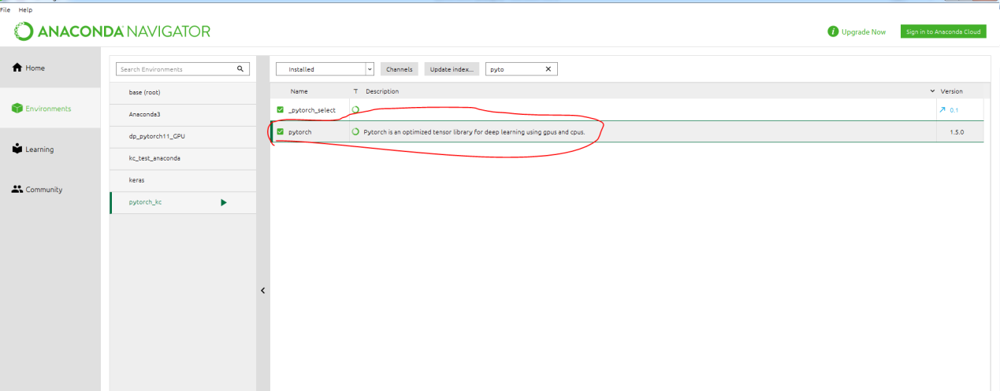 File Help
ANACONDA NAVIGATOR
Upgrade Now
Sign in to Anaconda Cloud
Home
Environments
Learning
Community
Search Environments
base (root)
Anaconda3
dp_pytorch11_GPU
kc_test_anaconda
keras
pytorch_kc
Installed Channels Update index... pyto X
Name T Description Version
_pytorch_select 0.1
pytorch Pytorch is an optimized tensor library for deep learning using gpus and cpus. 1.5.0